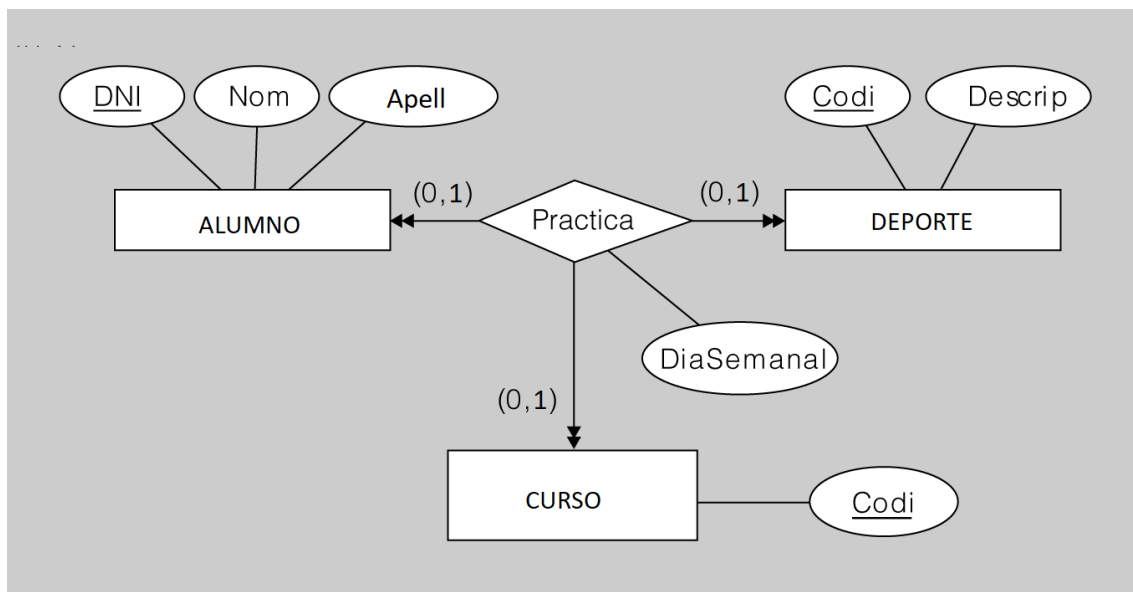 DNI Nom Apell
Codi Descrip
(0,1) (0,1)
ALUMNO Practica DEPORTE
DiaSemanal
(0,1)
CURSO Codi